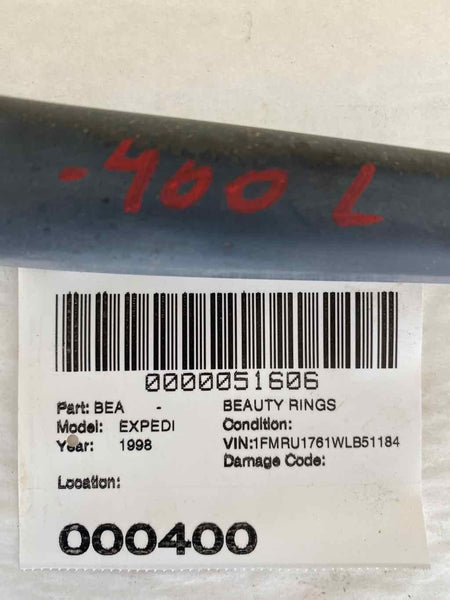 -400 L
0000051606
Part: BEA - BEAUTY RINGS
Model: EXPEDI Condition:
Year: 1998 VIN:1FMRU1761WLB51184
Damage Code:
Location:
000400